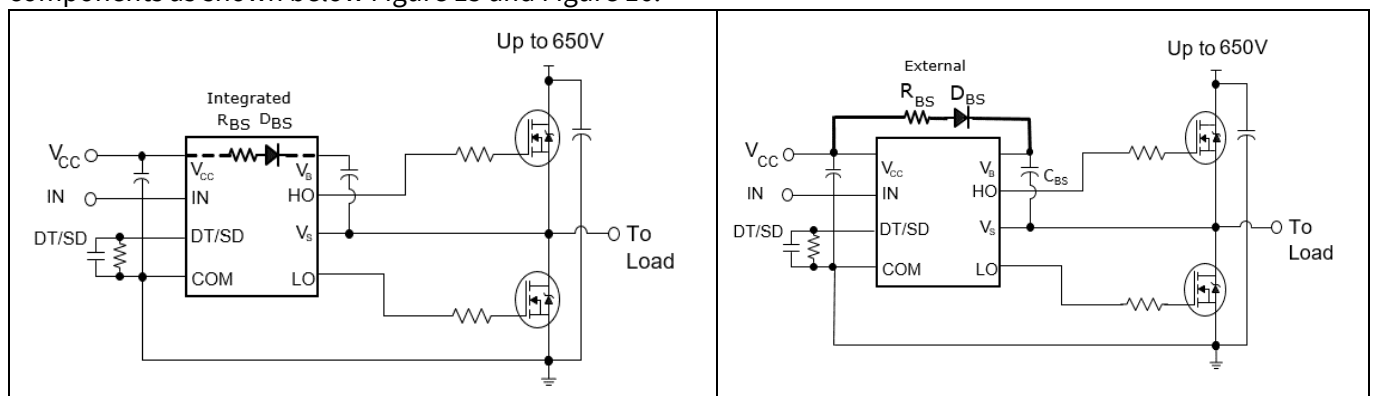 components as shown below Figure 25 and Figure 26.
Up to 650V
Integrated
RBS DBS
VCC
VCC
VB
IN
IN
HO
DT/SD
DT/SD
VS
To
Load
COM
LO
Up to 650V
External
RBS DBS
VCC
VCC
VB
CBS
IN
IN
HO
DT/SD
DT/SD
VS
To
Load
COM
LO